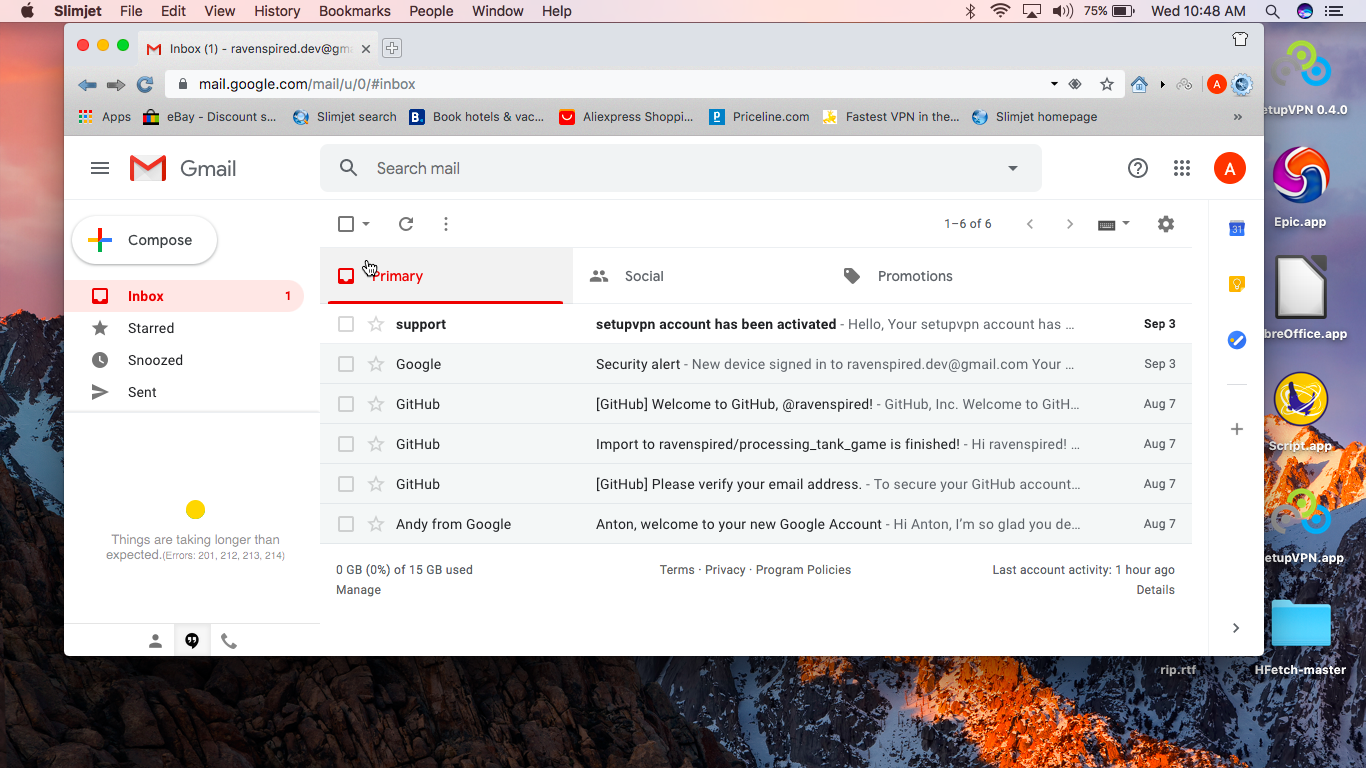 Slimjet File Edit View History Bookmarks People Window Help 75% Wed 10:48 AM
Inbox (1) - ravenspired.dev@gm
mail.google.com/mail/u/0/#inbox A
Apps eBay - Discount s... Slimjet search B. Book hotels & vac... Aliexpress Shoppi... P Priceline.com Fastest VPN in the... Slimjet homepage »
Gmail Search mail A
Compose
1–6 of 6
31
Primary Social Promotions
Inbox 1
Starred
Snoozed
Sent
support setupvpn account has been activated - Hello, Your setupvpn account has ... Sep 3
Google Security alert - New device signed in to ravenspired.dev@gmail.com Your ... Sep 3
GitHub [GitHub] Welcome to GitHub, @ravenspired! - GitHub, Inc. Welcome to GitH... Aug 7
GitHub Import to ravenspired/processing_tank_game is finished! - Hi ravenspired! ... Aug 7
GitHub [GitHub] Please verify your email address. - To secure your GitHub account... Aug 7
Andy from Google Anton, welcome to your new Google Account - Hi Anton, I'm so glad you de... Aug 7
Things are taking longer than
expected.(Errors: 201, 212, 213, 214)
0 GB (0%) of 15 GB used Terms · Privacy · Program Policies Last account activity: 1 hour ago
Manage Details
etupVPN 0.4.0
Epic.app
breOffice.app
Script.app
etupVPN.app
rip.rtf HFetch-master